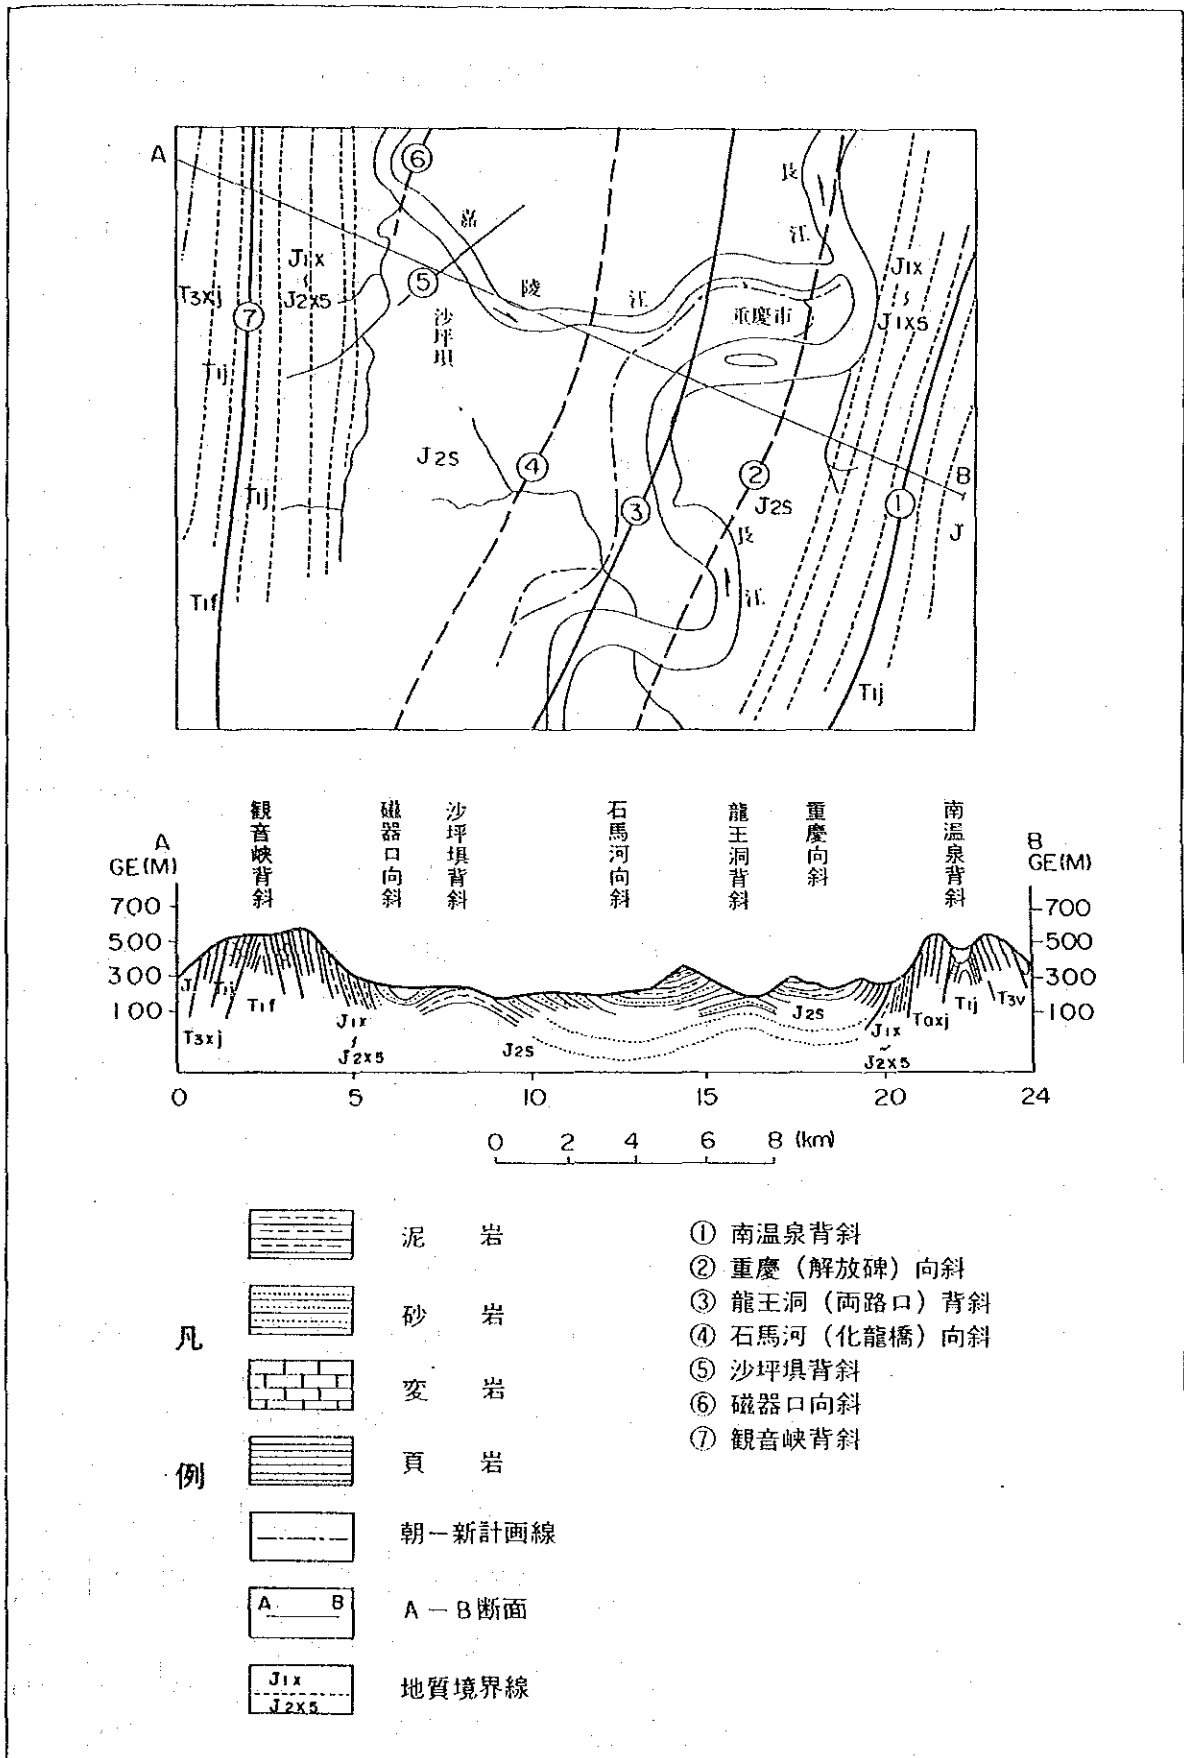 A
⑥
嘉
長
江
J1X
~
J2X5
⑤
陵
江
J1X
~
J1X5
T3xj
⑦
沙坪垻
重慶市
T1j
J2S
④
②
B
T1j
③
J2S
①
J
長
江
T1f
T1j
観音峡背斜
磁器口向斜
沙坪垻背斜
石馬河向斜
龍王洞背斜
重慶向斜
南温泉背斜
A
GE(M)
B
GE(M)
700
700
500
500
300
300
100
100
J
T1j
T1f
T3xj
J1X
~
J2X5
J2S
J2S
J1X
~
J2X5
T1j
0 5 10 15 20 24
0 2 4 6 8 (km)
凡例
泥岩
砂岩
変岩
頁岩
朝－新計画線
A B
A－B断面
J1X
J2X5
地質境界線
① 南温泉背斜
② 重慶（解放碑）向斜
③ 龍王洞（両路口）背斜
④ 石馬河（化龍橋）向斜
⑤ 沙坪垻背斜
⑥ 磁器口向斜
⑦ 観音峡背斜